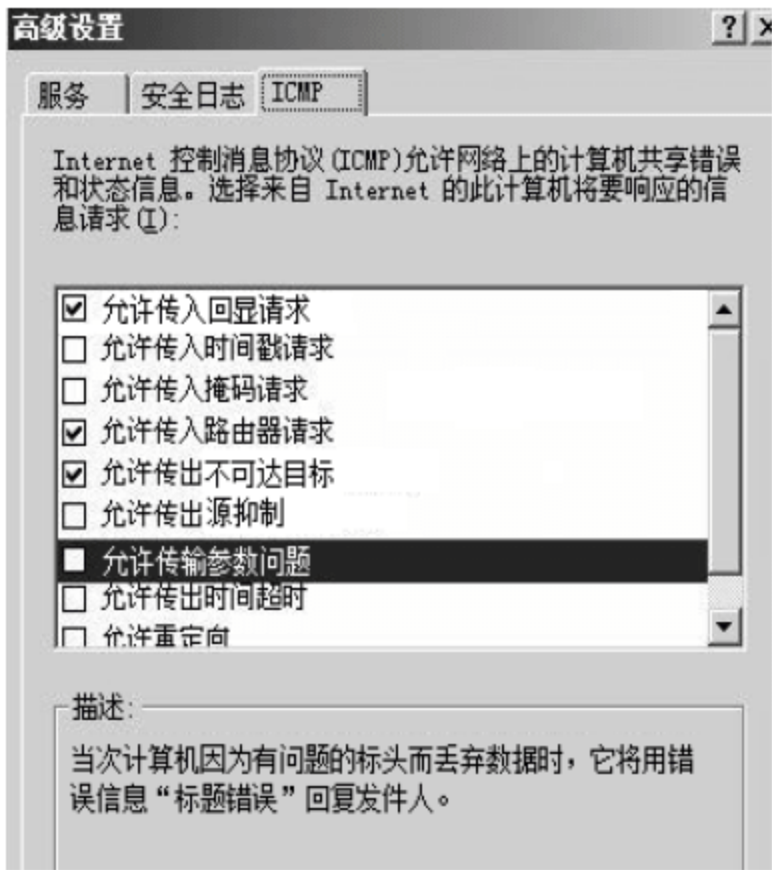 高级设置
服务 安全日志 ICMP
Internet 控制消息协议(ICMP)允许网络上的计算机共享错误
和状态信息。选择来自 Internet 的此计算机将要响应的信
息请求(I):
允许传入回显请求
允许传入时间戳请求
允许传入掩码请求
允许传入路由器请求
允许传出不可达目标
允许传出源抑制
允许传输参数问题
允许传出时间超时
允许重定向
描述:
当次计算机因为有问题的标头而丢弃数据时，它将用错
误信息“标题错误”回复发件人。